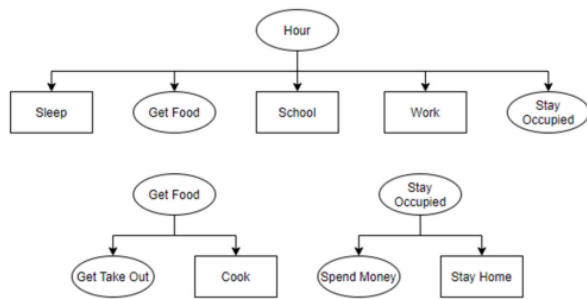 Hour
Sleep
Get Food
School
Work
Stay
Occupied
Get Food
Stay
Occupied
Get Take Out
Cook
Spend Money
Stay Home